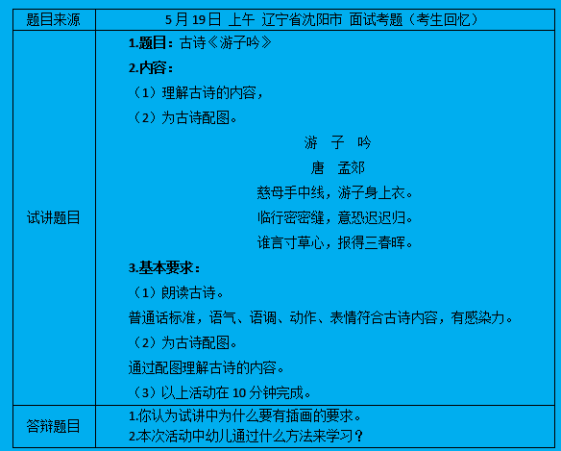 题目来源
5月19日 上午 辽宁省沈阳市 面试考题（考生回忆）
试讲题目
1.题目：古诗《游子吟》
2.内容：
（1）理解古诗的内容，
（2）为古诗配图。
游 子 吟
唐 孟郊
慈母手中线，游子身上衣。
临行密密缝，意恐迟迟归。
谁言寸草心，报得三春晖。
3.基本要求：
（1）朗读古诗。
普通话标准，语气、语调、动作、表情符合古诗内容，有感染力。
（2）为古诗配图。
通过配图理解古诗的内容。
（3）以上活动在10分钟完成。
答辩题目
1.你认为试讲中为什么要有插画的要求。
2.本次活动中幼儿通过什么方法来学习？